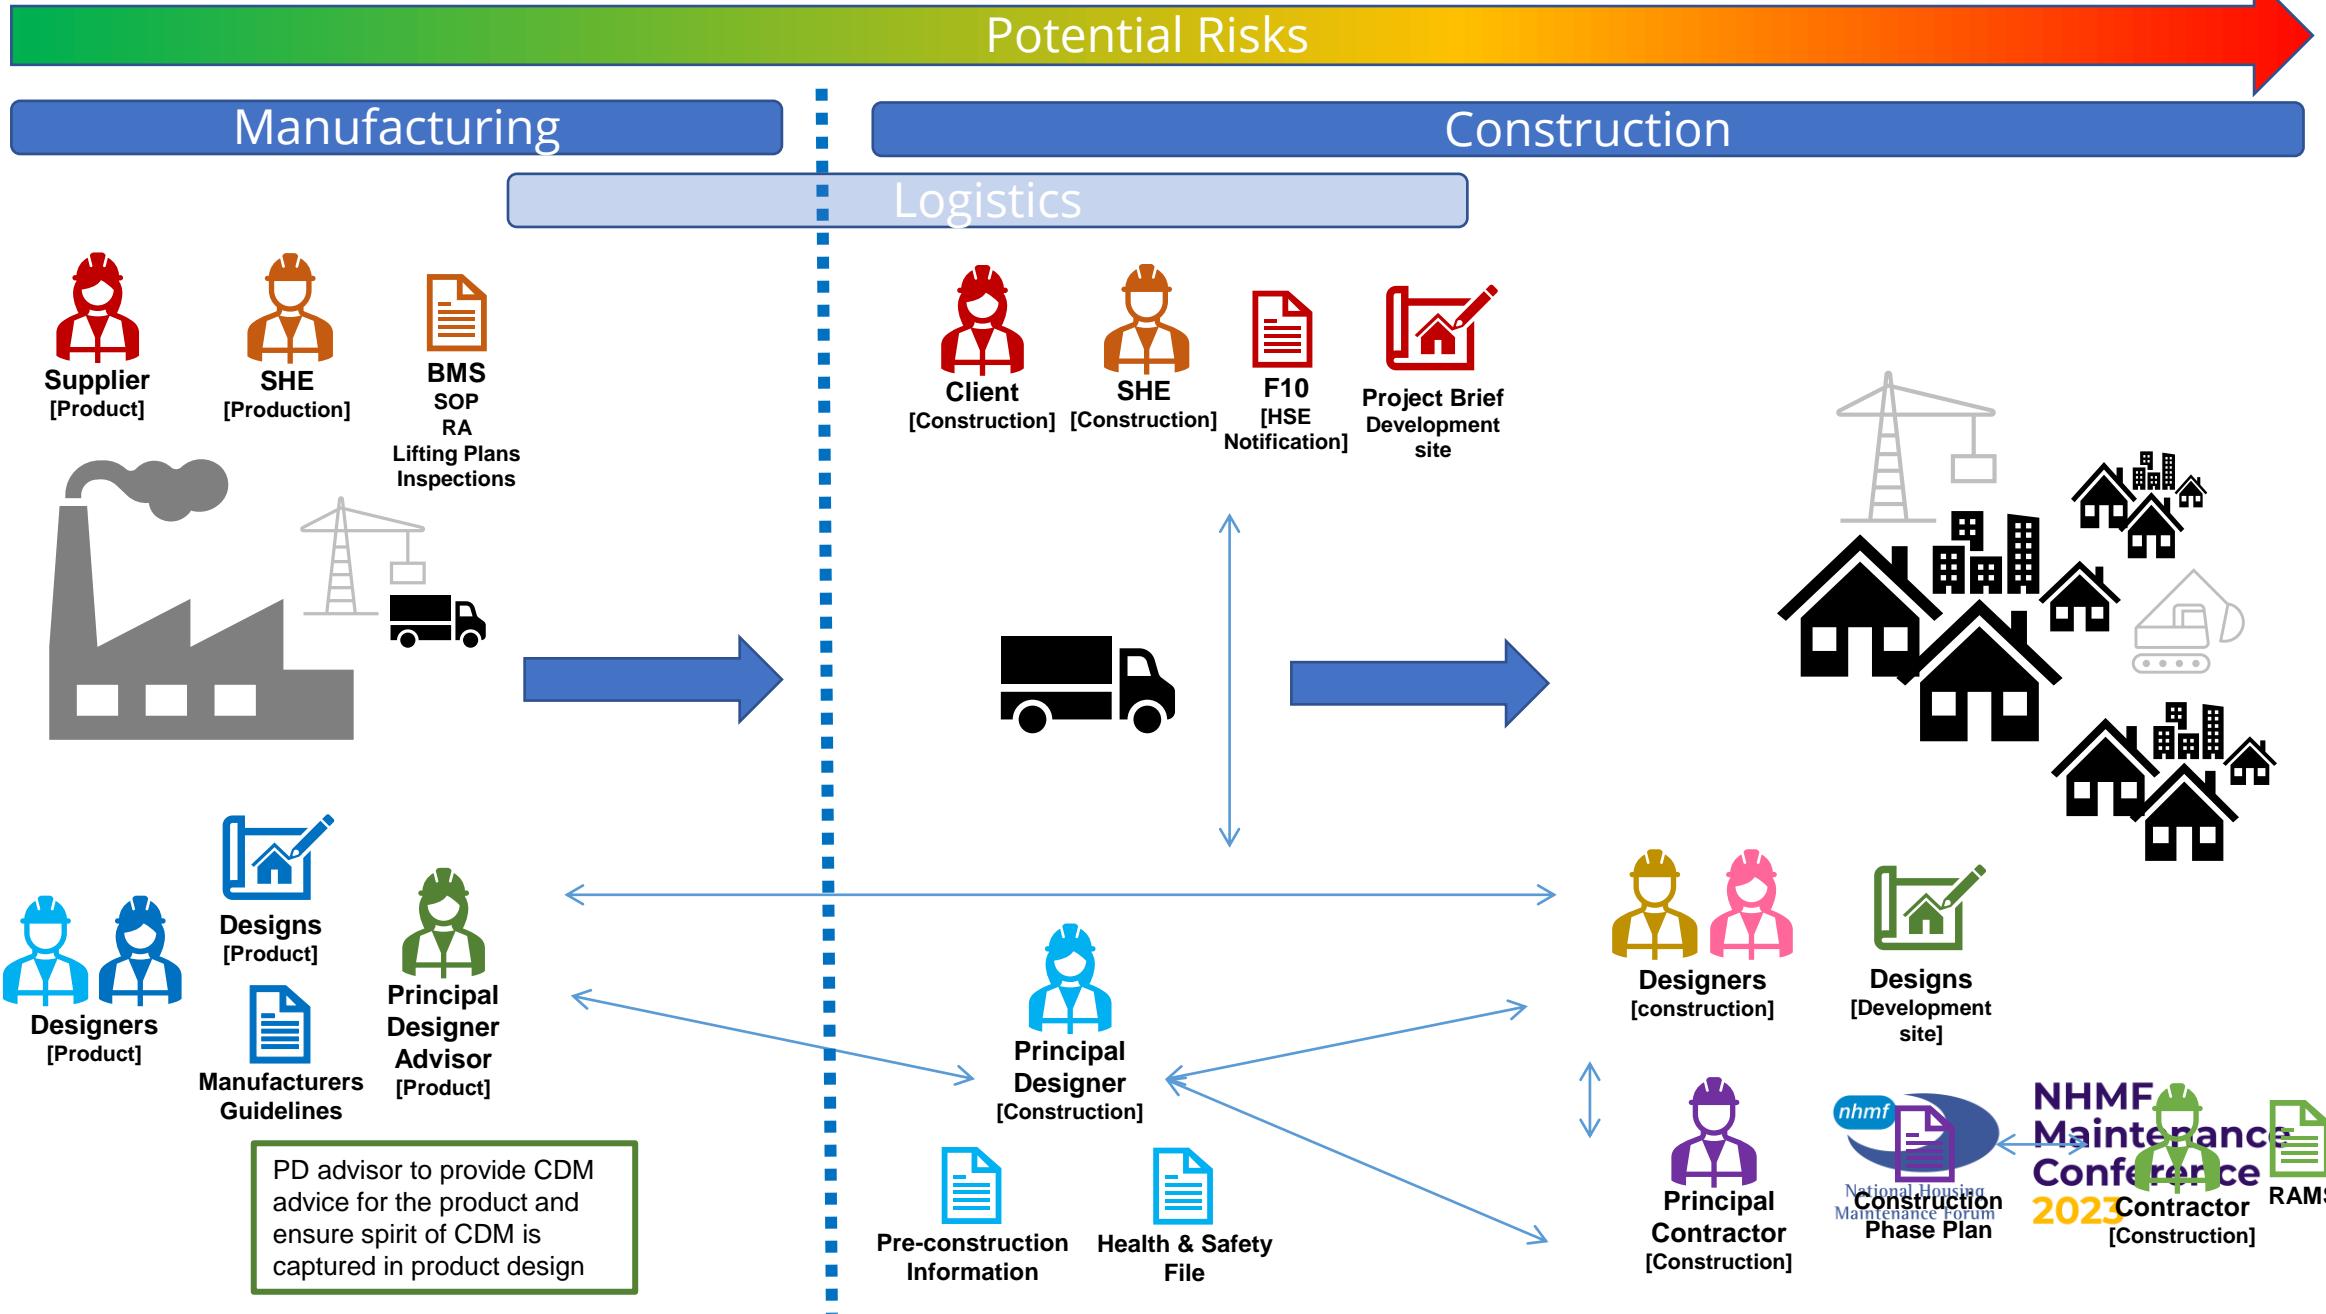 Potential Risks
Manufacturing
Construction
Logistics
Supplier
[Product]
SHE
[Production]
BMS
SOP
RA
Lifting Plans
Inspections
Client
[Construction]
SHE
[Construction]
F10
[HSE
Notification]
Project Brief
Development
site
Designers
[Product]
Designs
[Product]
Manufacturers
Guidelines
Principal
Designer
Advisor
[Product]
PD advisor to provide CDM
advice for the product and
ensure spirit of CDM is
captured in product design
Principal
Designer
[Construction]
Pre-construction
Information
Health & Safety
File
Designers
[construction]
Designs
[Development
site]
Principal
Contractor
[Construction]
nhmf
National Housing
Maintenance Forum
Construction
Phase Plan
NHMF
Maintenance
Conference
2023
Contractor
[Construction]
RAMS